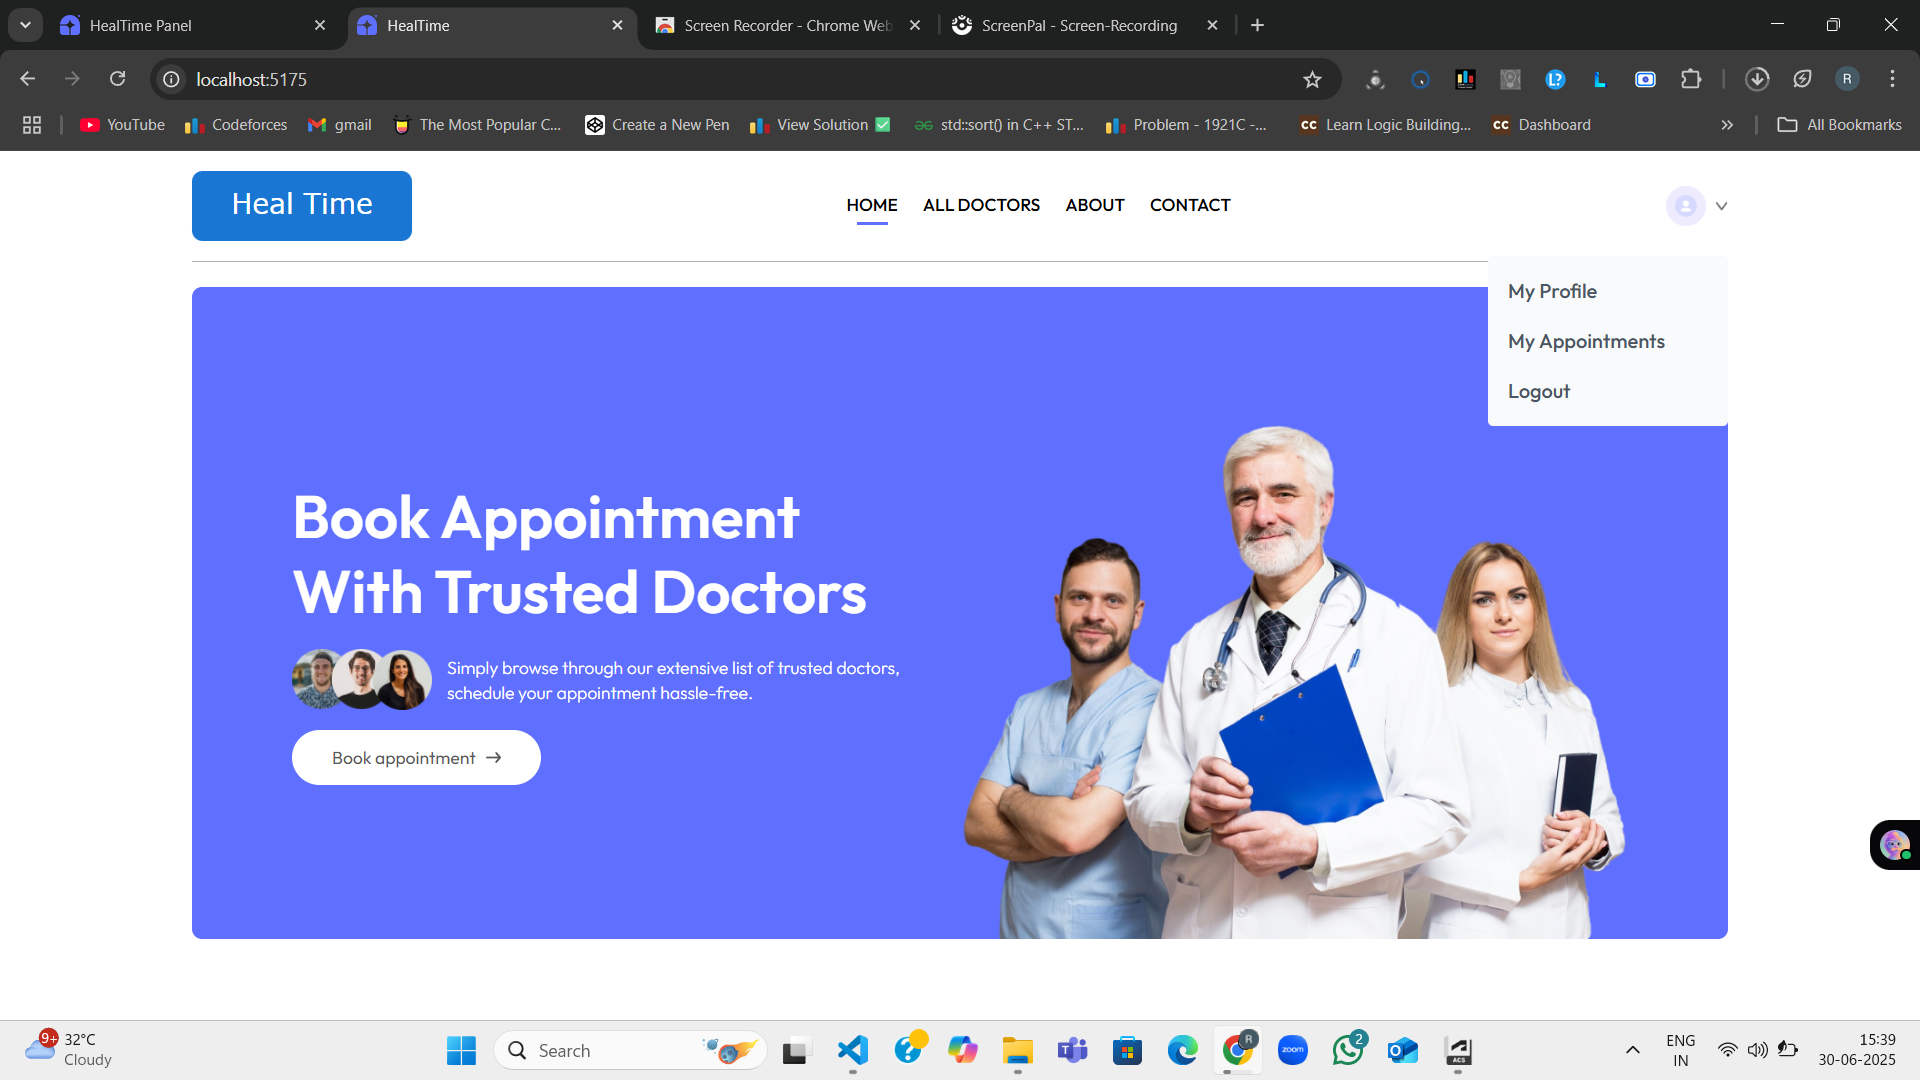 HealTime Panel
HealTime
Screen Recorder - Chrome Web
ScreenPal - Screen-Recording
localhost:5175
R
YouTube
Codeforces
gmail
The Most Popular C...
Create a New Pen
View Solution ✅
std::sort() in C++ ST...
Problem - 1921C -...
Learn Logic Building...
Dashboard
All Bookmarks
Heal Time
HOME
ALL DOCTORS
ABOUT
CONTACT
My Profile
My Appointments
Logout
Book Appointment
With Trusted Doctors
Simply browse through our extensive list of trusted doctors,
schedule your appointment hassle-free.
Book appointment →
9+
32°C
Cloudy
Search
R
zoom
2
ACS
ENG
IN
15:39
30-06-2025